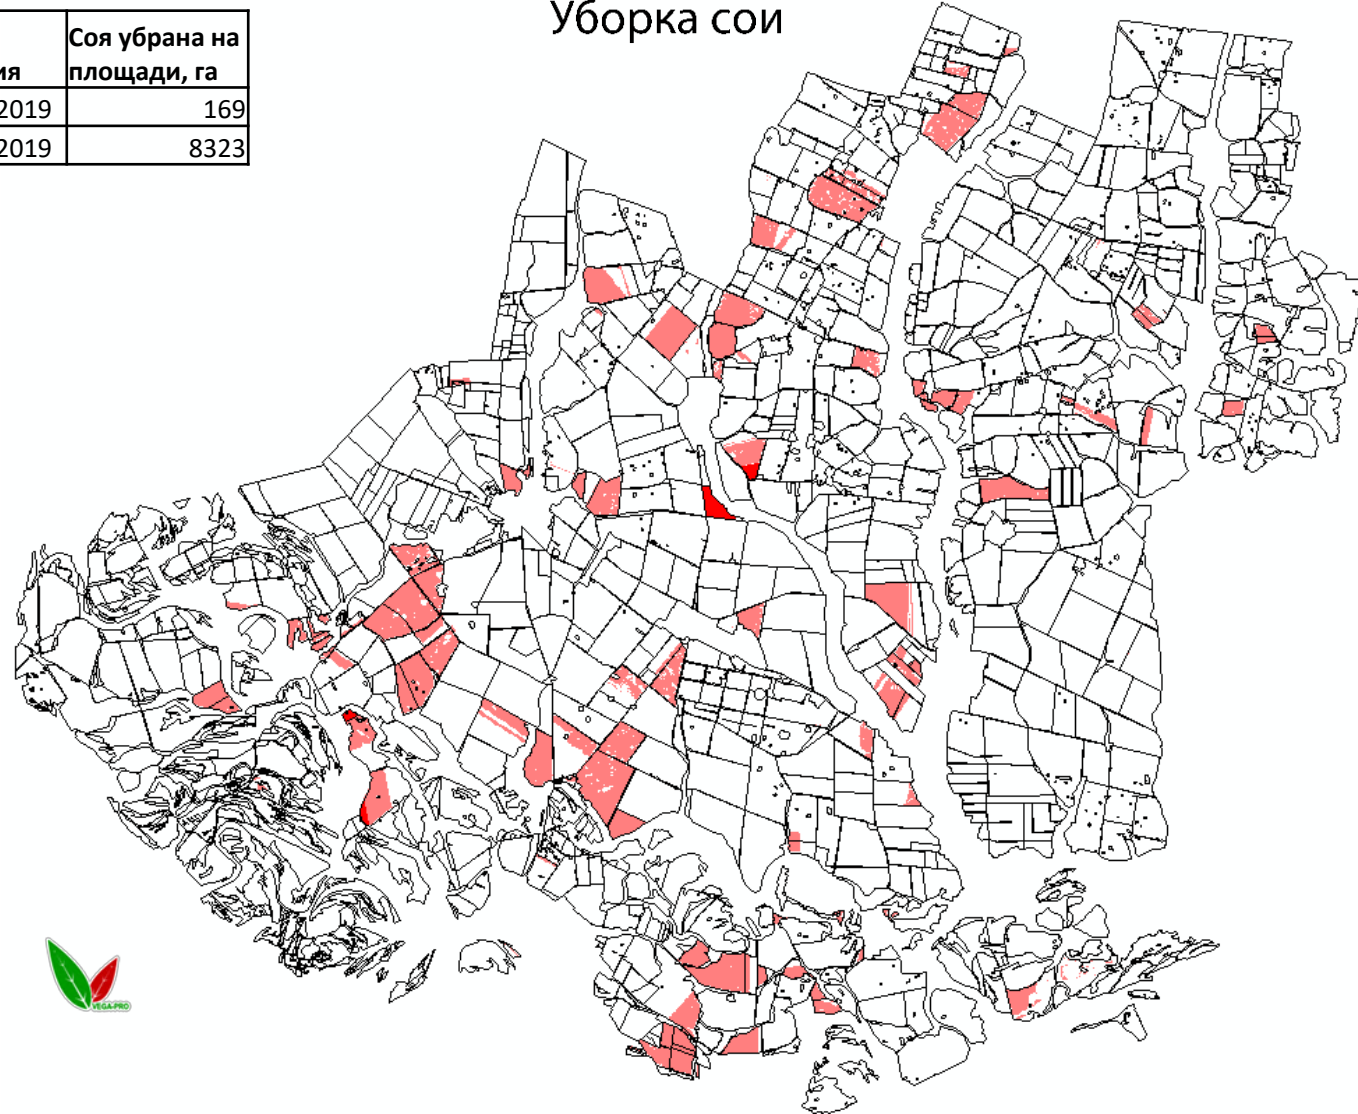 Уборка сои
Соя убрана на
ия площади, га
2019 169
2019 8323
VEGA-PRO